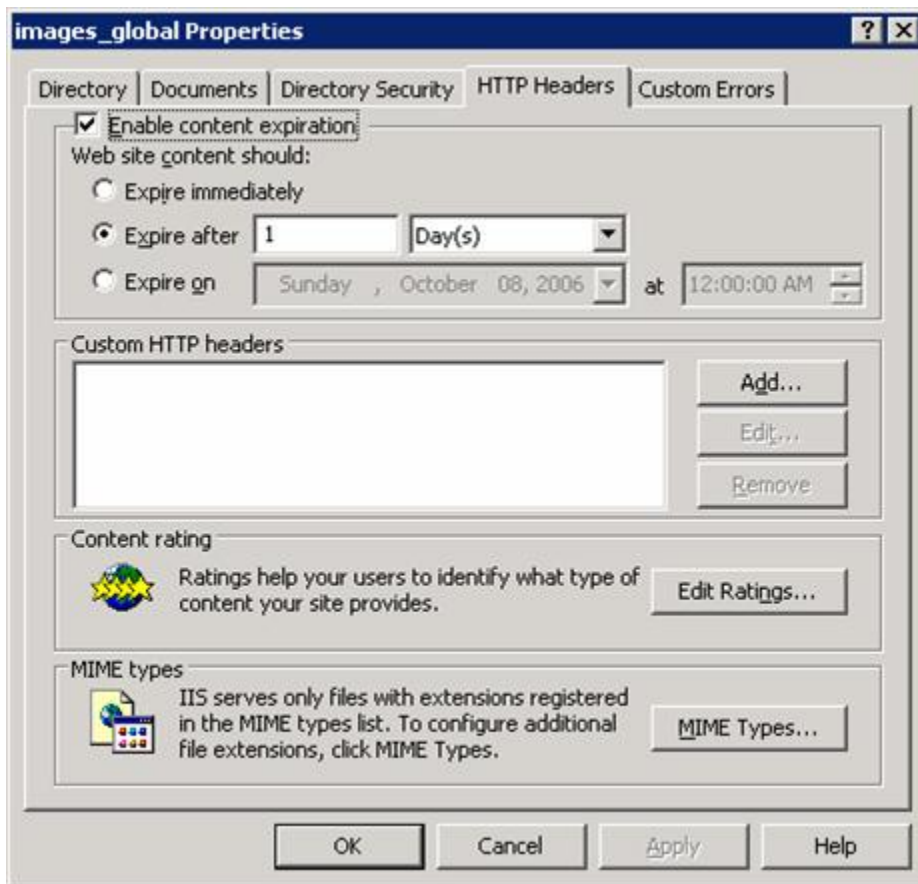 images_global Properties
Directory
Documents
Directory Security
HTTP Headers
Custom Errors
Enable content expiration
Web site content should:
Expire immediately
Expire after 1 Day(s)
Expire on Sunday , October 08, 2006 at 12:00:00 AM
Custom HTTP headers
Add...
Edit...
Remove
Content rating
Ratings help your users to identify what type of
content your site provides.
Edit Ratings...
MIME types
IIS serves only files with extensions registered
in the MIME types list. To configure additional
file extensions, click MIME Types.
MIME Types...
OK
Cancel
Apply
Help